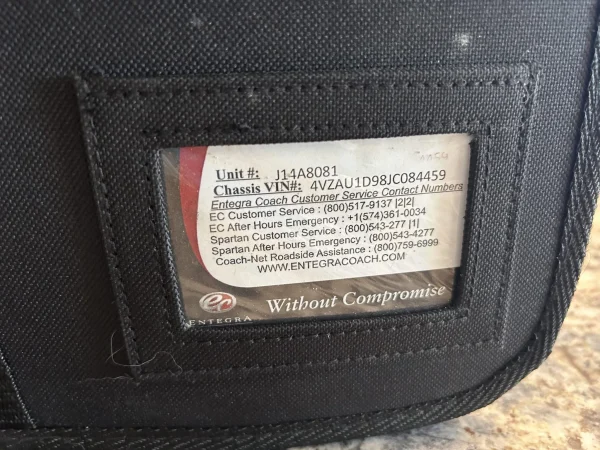 Unit #: J14A8081
Chassis VIN#: 4VZAU1D98JC084459
Entegra Coach Customer Service Contact Numbers
EC Customer Service : (800)517-9137 |2|2|
EC After Hours Emergency : +1(574)361-0034
Spartan Customer Service : (800)543-277 |1|
Spartan After Hours Emergency : (800)543-4277
Coach-Net Roadside Assistance : (800)759-6999
WWW.ENTEGRACOACH.COM
ec
ENTEGRA
Without Compromise